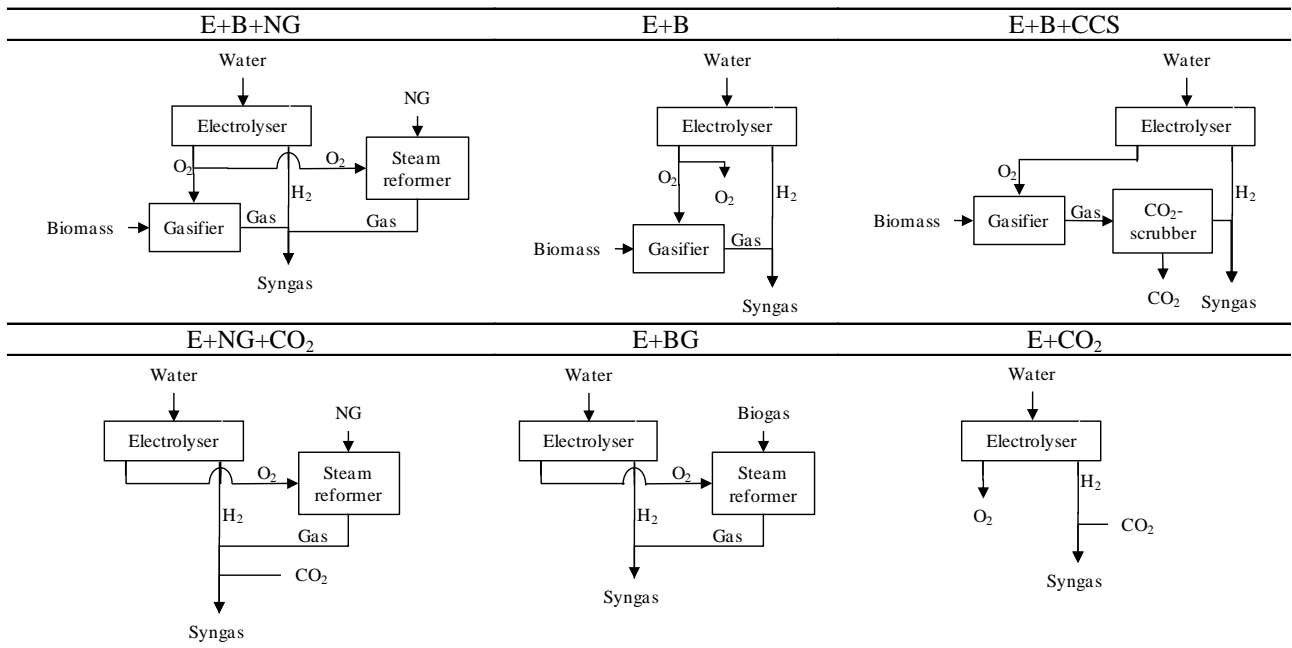 E+B+NG
Water
NG
Electrolyser
O₂
O₂
Steam
reformer
H₂
Biomass
Gasifier
Gas
Gas
Syngas
E+B
Water
Electrolyser
O₂
O₂
H₂
Biomass
Gasifier
Gas
Syngas
E+B+CCS
Water
Electrolyser
O₂
H₂
Biomass
Gasifier
Gas
CO₂-
scrubber
CO₂
Syngas
E+NG+CO₂
Water
NG
Electrolyser
O₂
Steam
reformer
H₂
Gas
CO₂
Syngas
E+BG
Water
Biogas
Electrolyser
O₂
Steam
reformer
H₂
Gas
Syngas
E+CO₂
Water
Electrolyser
H₂
O₂
CO₂
Syngas